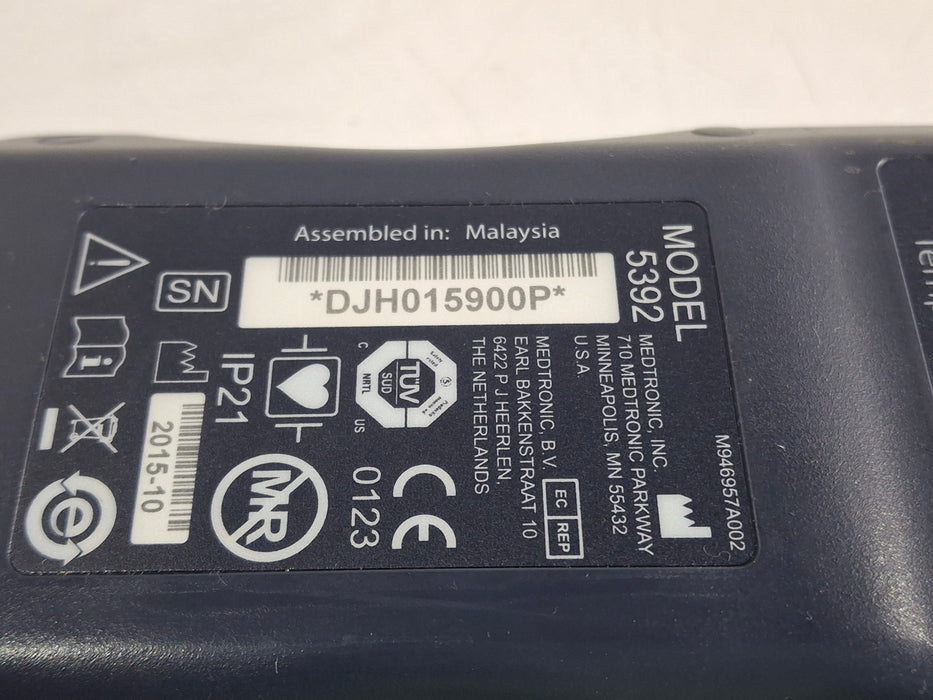 MODEL
5392
MEDTRONIC, INC.
710 MEDTRONIC PARKWAY
MINNEAPOLIS, MN 55432
U.S.A.
M946957A002
Assembled in: Malaysia
*DJH015900P*
SN
MEDTRONIC, B.V.
EARL BAKKENSTRAAT 10
6422 P J HEERLEN,
THE NETHERLANDS
EC REP
C
TÜV
SÜD
NRTL
US
CE
0123
IP21
MR
2015-10